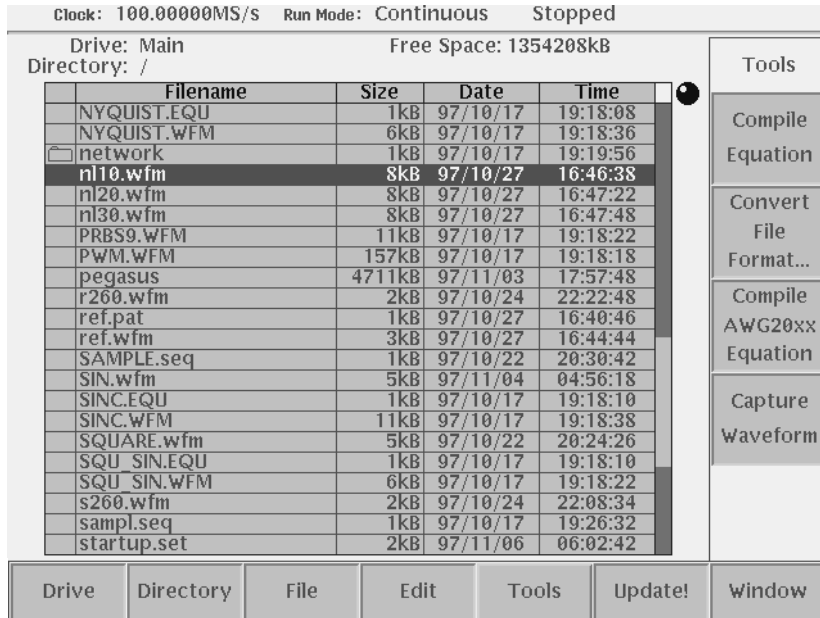 Clock: 100.00000MS/s Run Mode: Continuous Stopped
Drive: Main Free Space: 1354208kB
Directory: /
Filename Size Date Time
NYQUIST.EQU 1kB 97/10/17 19:18:08
NYQUIST.WFM 6kB 97/10/17 19:18:36
network 1kB 97/10/17 19:19:56
nl10.wfm 8kB 97/10/27 16:46:38
nl20.wfm 8kB 97/10/27 16:47:22
nl30.wfm 8kB 97/10/27 16:47:48
PRBS9.WFM 11kB 97/10/17 19:18:22
PWM.WFM 157kB 97/10/17 19:18:18
pegasus 4711kB 97/11/03 17:57:48
r260.wfm 2kB 97/10/24 22:22:48
ref.pat 1kB 97/10/27 16:40:46
ref.wfm 3kB 97/10/27 16:44:44
SAMPLE.seq 1kB 97/10/22 20:30:42
SIN.wfm 5kB 97/11/04 04:56:18
SINC.EQU 1kB 97/10/17 19:18:10
SINC.WFM 11kB 97/10/17 19:18:38
SQUARE.wfm 5kB 97/10/22 20:24:26
SQU_SIN.EQU 1kB 97/10/17 19:18:10
SQU_SIN.WFM 6kB 97/10/17 19:18:22
s260.wfm 2kB 97/10/24 22:08:34
sampl.seq 1kB 97/10/17 19:26:32
startup.set 2kB 97/11/06 06:02:42
Tools
Compile
Equation
Convert
File
Format...
Compile
AWG20xx
Equation
Capture
Waveform
Drive Directory File Edit Tools Update! Window